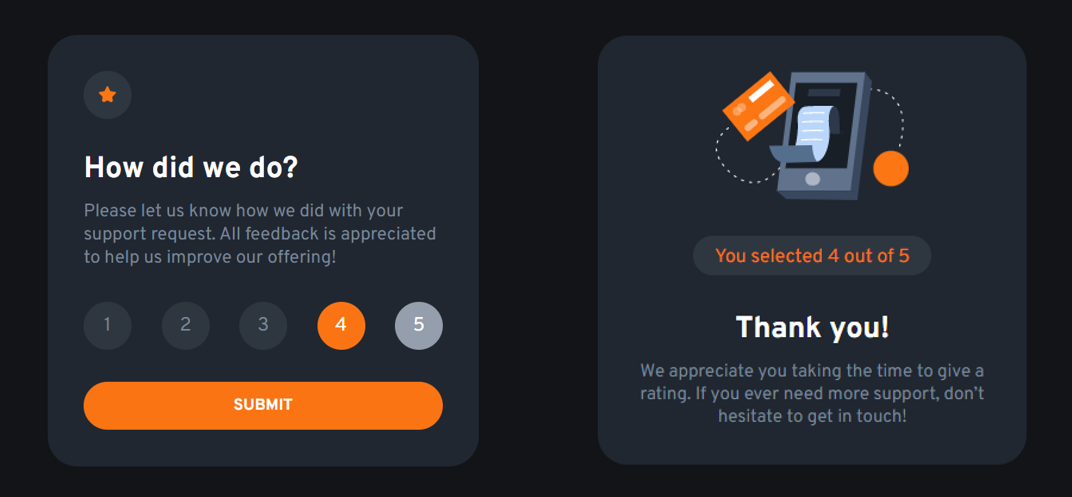 How did we do?
Please let us know how we did with your
support request. All feedback is appreciated
to help us improve our offering!
1 2 3 4 5
SUBMIT
You selected 4 out of 5
Thank you!
We appreciate you taking the time to give a
rating. If you ever need more support, don’t
hesitate to get in touch!